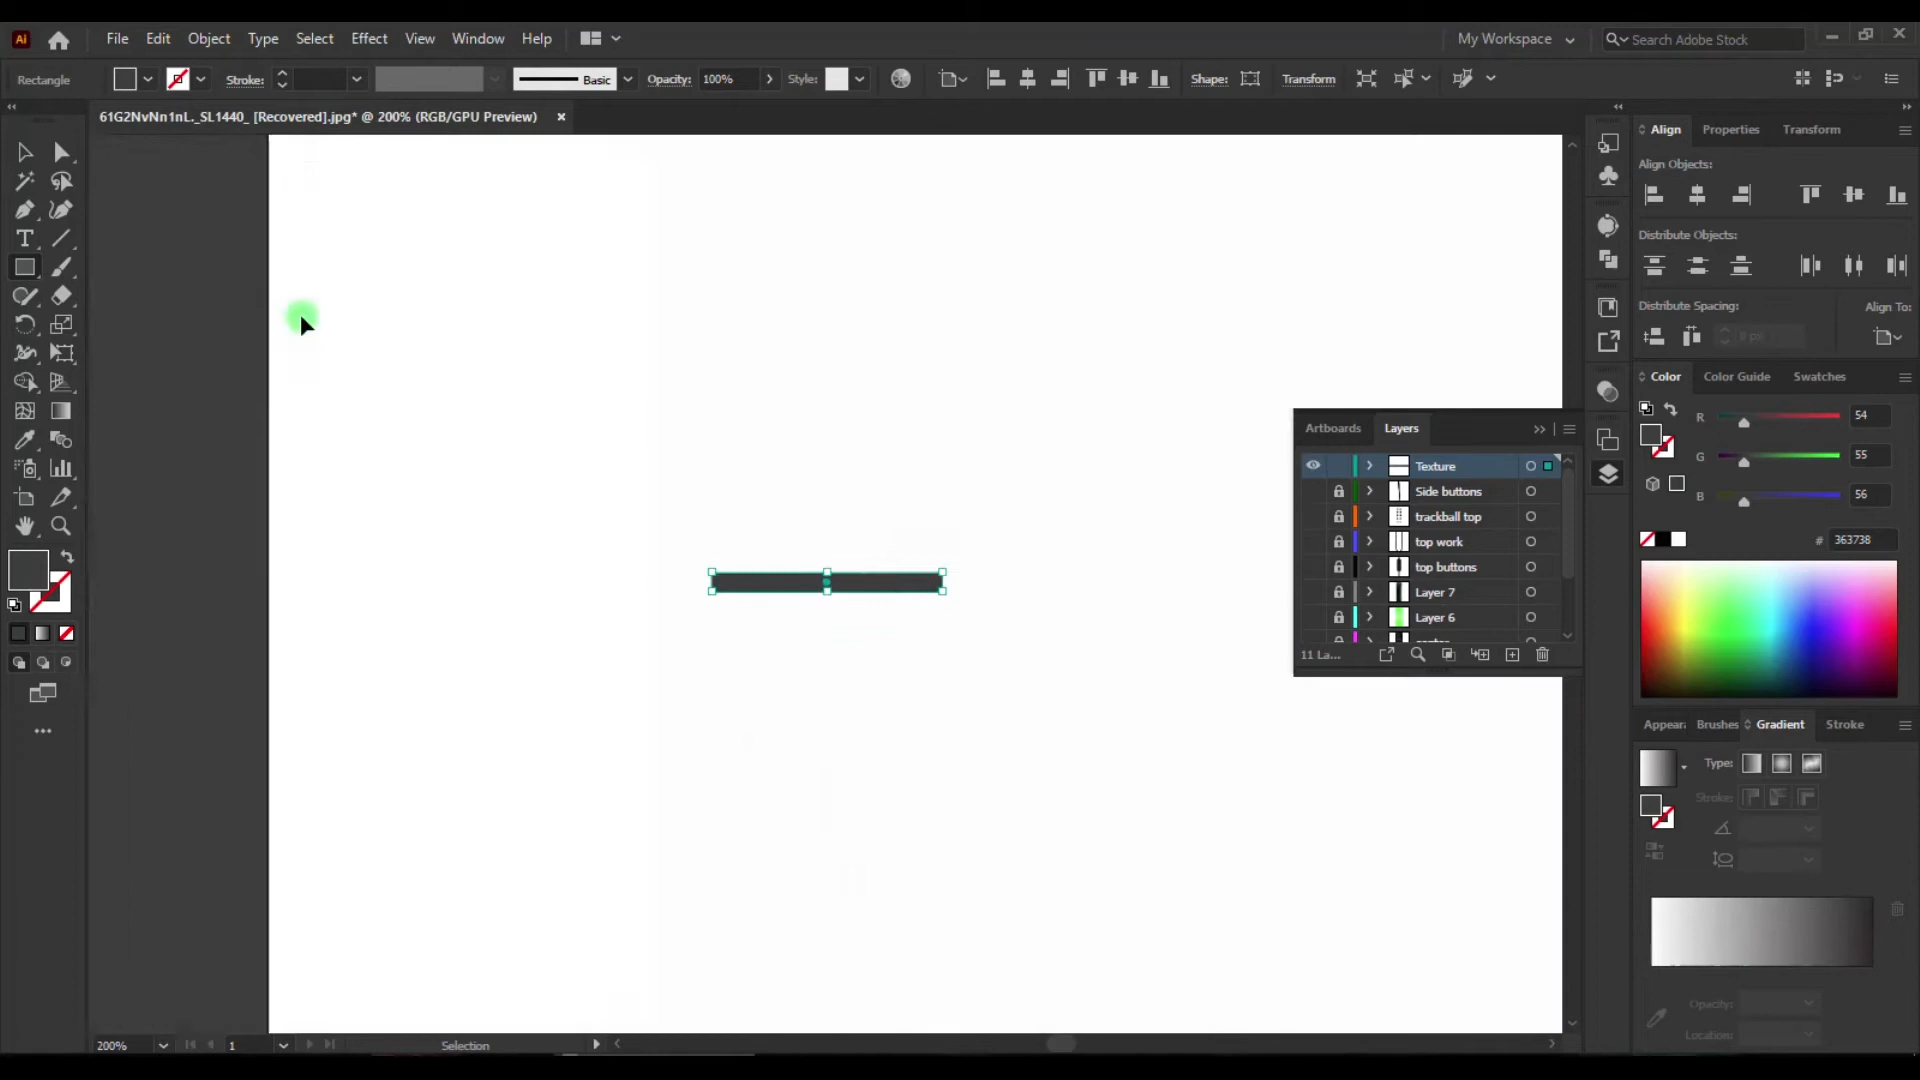 Ai File Edit Object Type Select Effect View Window Help My Workspace Search Adobe Stock
Rectangle Stroke: Basic Opacity: 100% Style: Shape: Transform
61G2NvNn1nL._SL1440_ [Recovered].jpg* @ 200% (RGB/GPU Preview)
Align Properties Transform
Align Objects:
Distribute Objects:
Distribute Spacing: Align To:
0 px
Color Color Guide Swatches
R 54
G 55
B 56
# 363738
Artboards Layers
Texture
Side buttons
trackball top
top work
top buttons
Layer 7
Layer 6
11 La...
Appear Brushes Gradient Stroke
Type:
Stroke:
Opacity:
Location:
200% 1 Selection